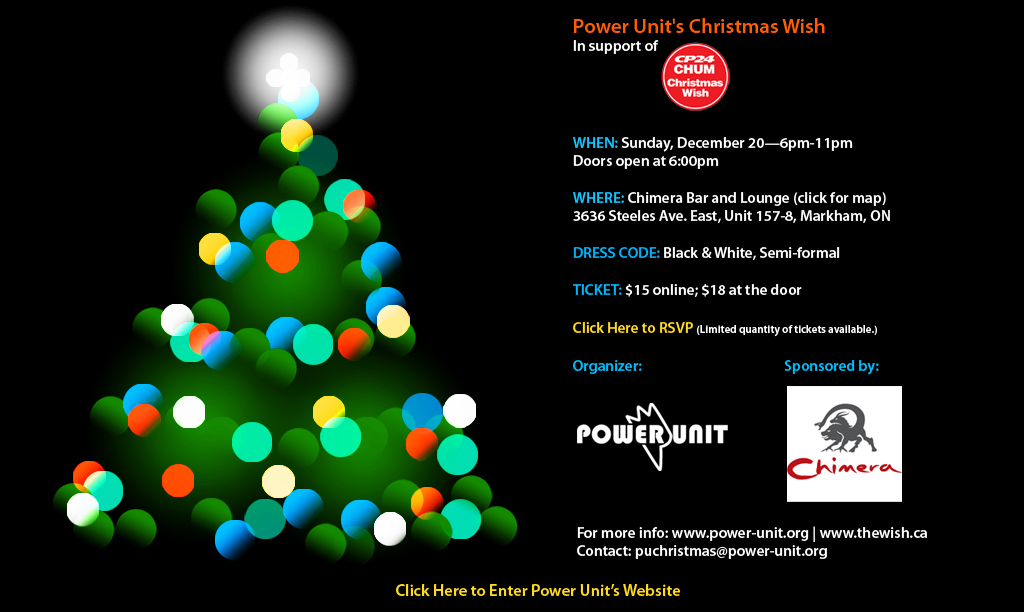 Power Unit's Christmas Wish
In support of
CP24
CHUM
Christmas
Wish
WHEN: Sunday, December 20—6pm-11pm
Doors open at 6:00pm
WHERE: Chimera Bar and Lounge (click for map)
3636 Steeles Ave. East, Unit 157-8, Markham, ON
DRESS CODE: Black & White, Semi-formal
TICKET: $15 online; $18 at the door
Click Here to RSVP (Limited quantity of tickets available.)
Organizer:
POWER UNIT
Sponsored by:
Chimera
For more info: www.power-unit.org | www.thewish.ca
Contact: puchristmas@power-unit.org
Click Here to Enter Power Unit’s Website